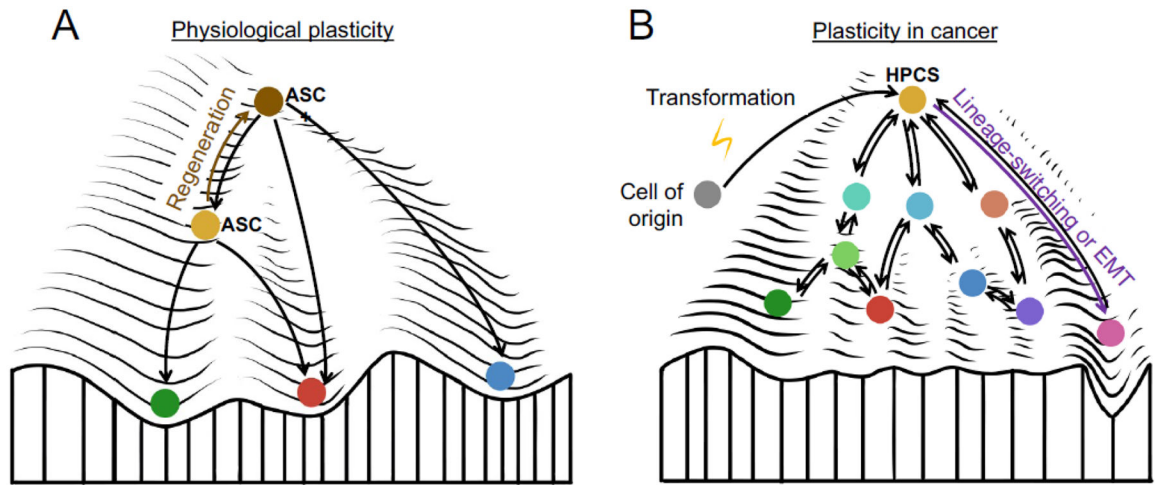 A
Physiological plasticity
ASC
Regeneration
ASC
B
Plasticity in cancer
HPCS
Transformation
Cell of
origin
Lineage-switching or EMT